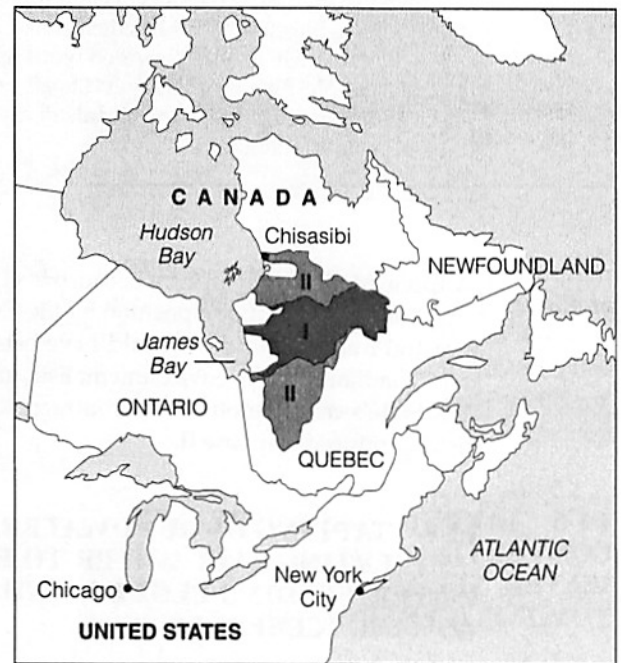 CANADA
Hudson
Bay
Chisasibi
NEWFOUNDLAND
II
I
James
Bay
II
ONTARIO
QUEBEC
ATLANTIC
OCEAN
New York
City
Chicago
UNITED STATES